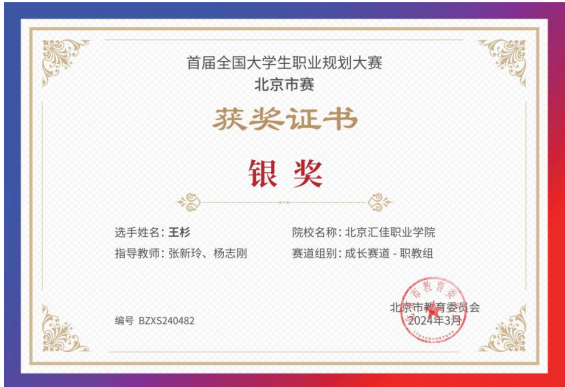 首届全国大学生职业规划大赛
北京市赛
获奖证书
银奖
选手姓名：王杉 院校名称：北京汇佳职业学院
指导教师：张新玲、杨志刚 赛道组别：成长赛道 - 职教组
北京市教育委员会
编号 BZXS240482 2024年3月